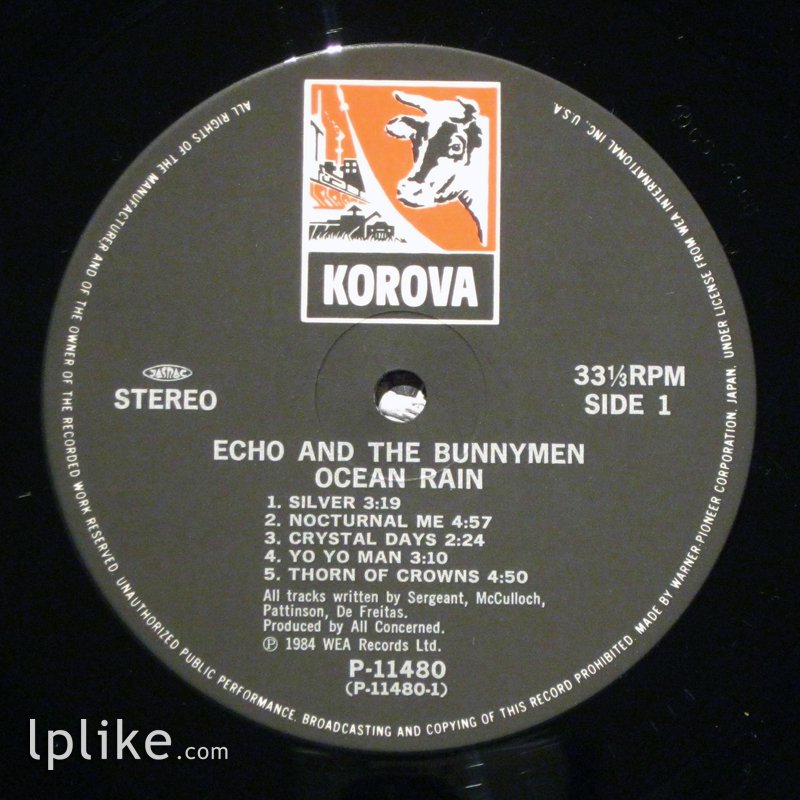 KOROVA
JASRAC
STEREO
33⅓RPM
SIDE 1
ECHO AND THE BUNNYMEN
OCEAN RAIN
1. SILVER 3:19
2. NOCTURNAL ME 4:57
3. CRYSTAL DAYS 2:24
4. YO YO MAN 3:10
5. THORN OF CROWNS 4:50
All tracks written by Sergeant, McCulloch,
Pattinson, De Freitas.
Produced by All Concerned.
Ⓟ 1984 WEA Records Ltd.
P-11480
(P-11480-1)
ALL RIGHTS OF THE MANUFACTURER AND OF THE OWNER OF THE RECORDED WORK RESERVED. UNAUTHORIZED PUBLIC PERFORMANCE, BROADCASTING AND COPYING OF THIS RECORD PROHIBITED. MADE BY WARNER-PIONEER CORPORATION, JAPAN. UNDER LICENSE FROM WEA INTERNATIONAL INC., U.S.A.
lplike.com